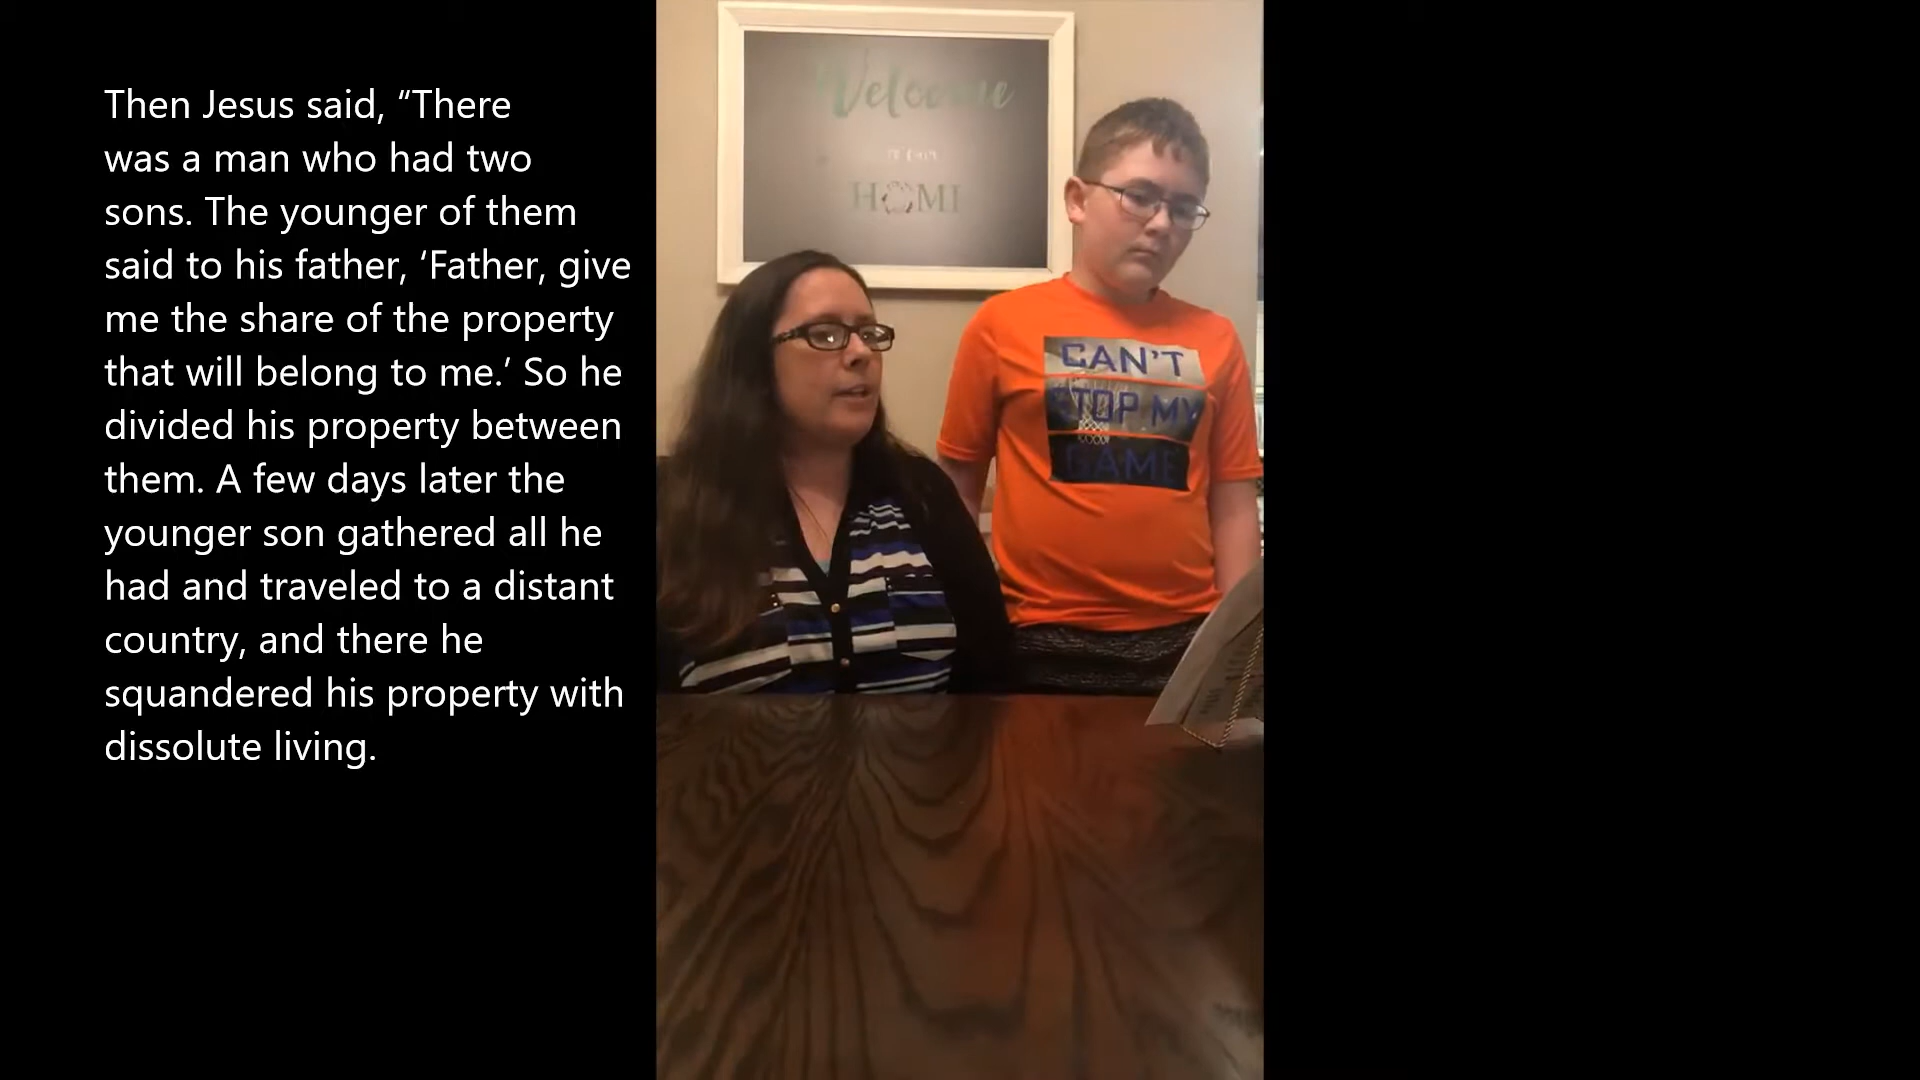 Then Jesus said, “There
was a man who had two
sons. The younger of them
said to his father, ‘Father, give
me the share of the property
that will belong to me.’ So he
divided his property between
them. A few days later the
younger son gathered all he
had and traveled to a distant
country, and there he
squandered his property with
dissolute living.
Welcome
HOME
CAN'T
STOP MY
GAME